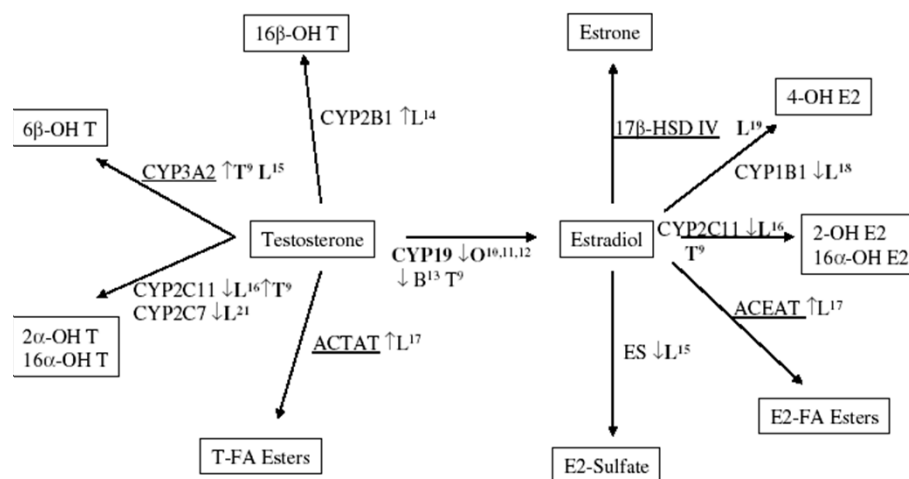 16β-OH T
Estrone
4-OH E2
6β-OH T
CYP2B1 ↑L¹⁴
17β-HSD IV L¹⁹
CYP3A2 ↑T⁹ L¹⁵
CYP1B1 ↓L¹⁸
Testosterone
Estradiol
CYP2C11 ↓L¹⁶
T⁹
2-OH E2
16α-OH E2
CYP19 ↓O¹⁰,¹¹,¹²
↓ B¹³ T⁹
CYP2C11 ↓L¹⁶↑T⁹
CYP2C7 ↓L²¹
ACEAT ↑L¹⁷
2α-OH T
16α-OH T
ACTAT ↑L¹⁷
ES ↓L¹⁵
E2-FA Esters
T-FA Esters
E2-Sulfate